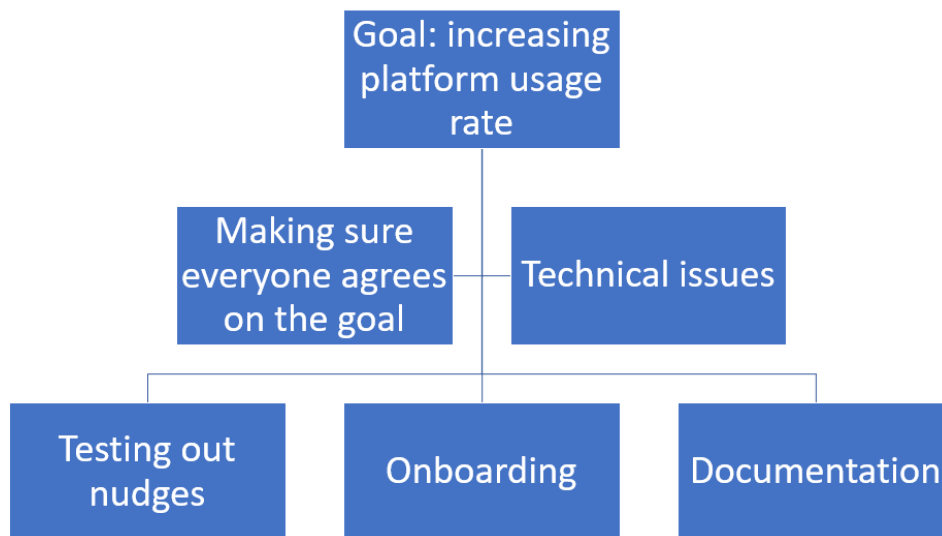 Goal: increasing
platform usage
rate
Making sure
everyone agrees
on the goal
Technical issues
Testing out
nudges
Onboarding
Documentation